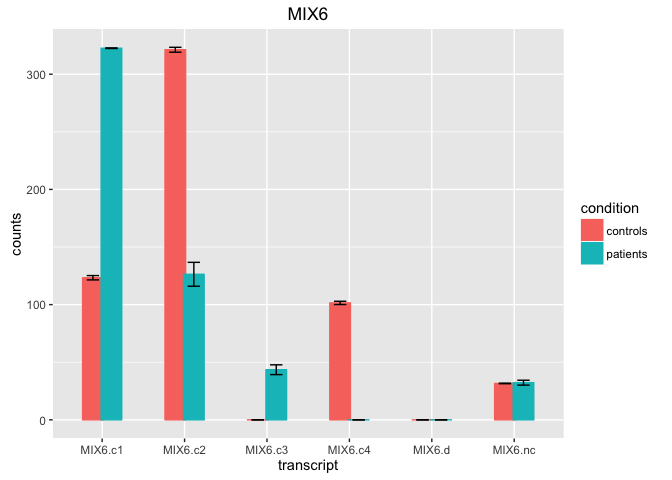 MIX6
300
200
100
0
counts
MIX6.c1 MIX6.c2 MIX6.c3 MIX6.c4 MIX6.d MIX6.nc
transcript
condition
controls
patients